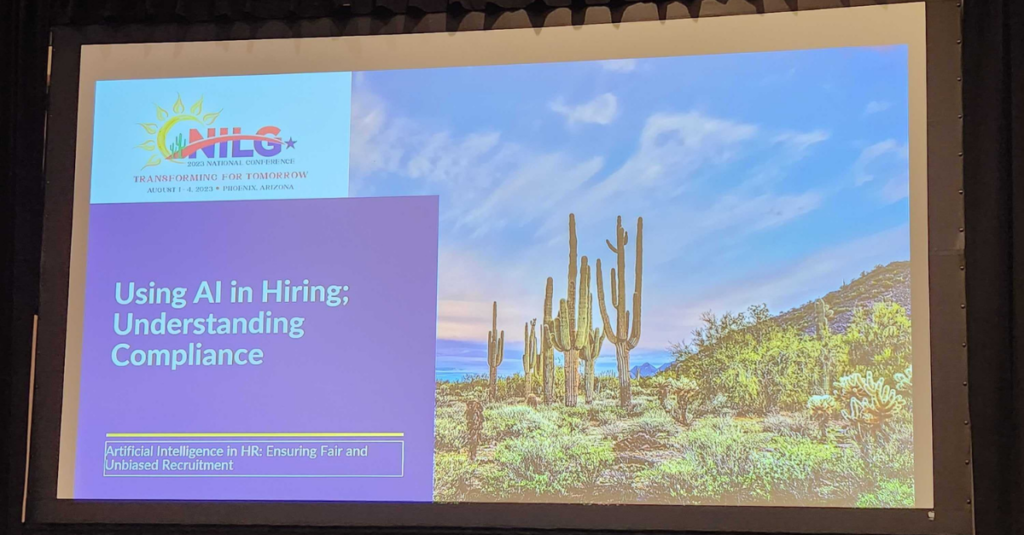 NILG
2023 NATIONAL CONFERENCE
TRANSFORMING FOR TOMORROW
AUGUST 1-4, 2023 • PHOENIX, ARIZONA
Using AI in Hiring;
Understanding
Compliance
Artificial Intelligence in HR: Ensuring Fair and
Unbiased Recruitment